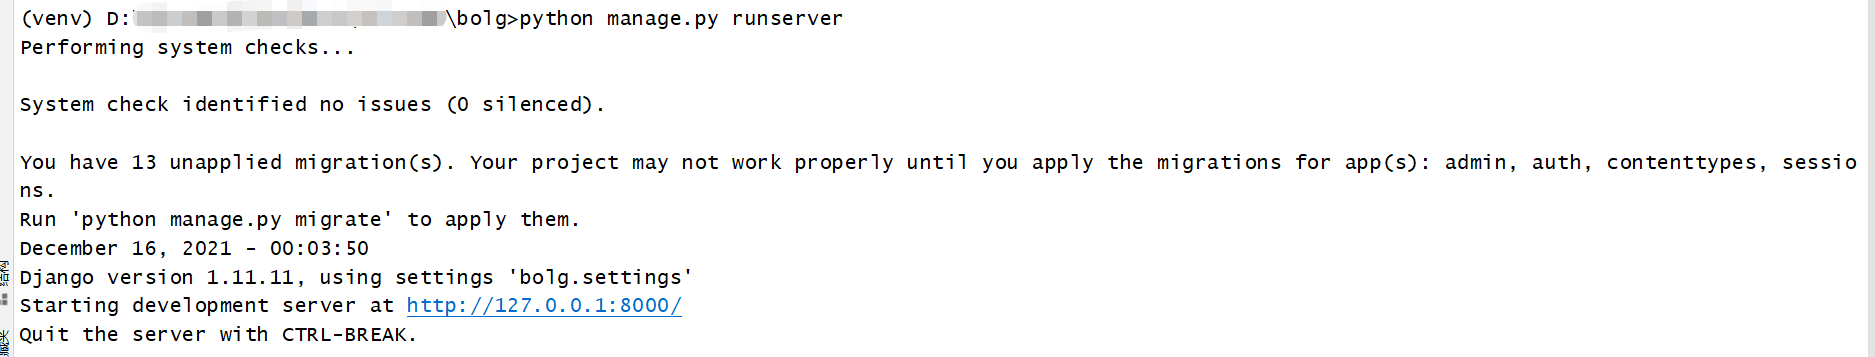 (venv) D:\bolg>python manage.py runserver
Performing system checks...
System check identified no issues (0 silenced).
You have 13 unapplied migration(s). Your project may not work properly until you apply the migrations for app(s): admin, auth, contenttypes, sessio
ns.
Run 'python manage.py migrate' to apply them.
December 16, 2021 - 00:03:50
Django version 1.11.11, using settings 'bolg.settings'
Starting development server at http://127.0.0.1:8000/
Quit the server with CTRL-BREAK.
结构